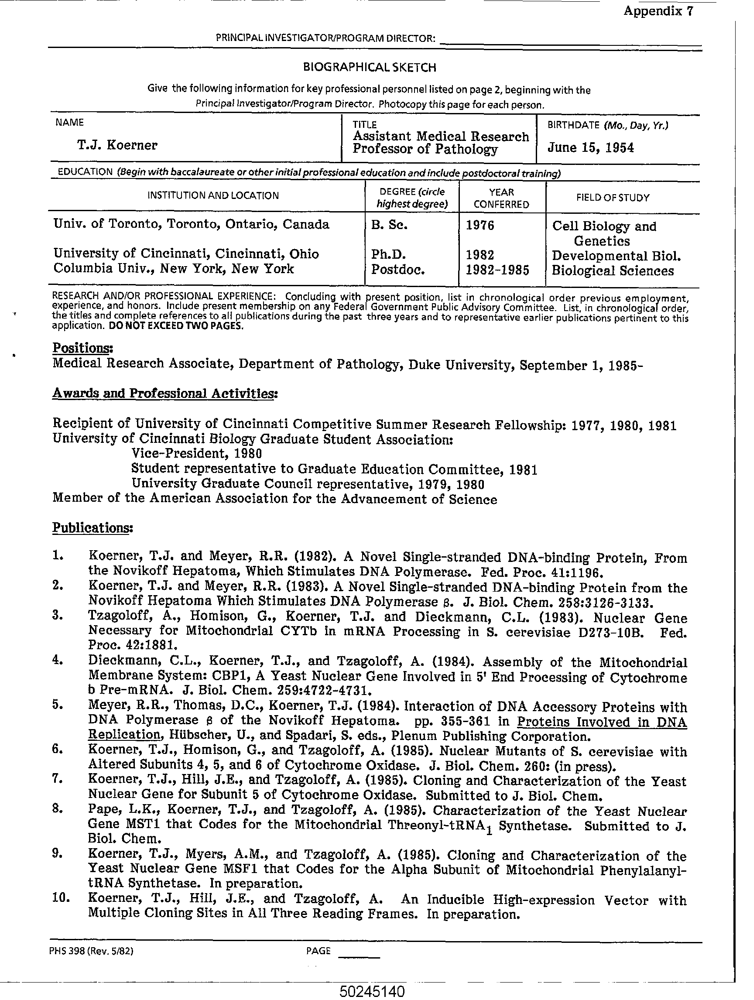 Appendix 7
PRINCIPAL INVESTIGATOR/PROGRAM DIRECTOR:
BIOGRAPHICAL SKETCH
Give the following information for key professional personnel listed on page 2, beginning with the
Principal Investigator/Program Director. Photocopy this page for each person.
NAME
T.J. Koerner
TITLE
Assistant Medical Research
Professor of Pathology
BIRTHDATE (Mo., Day, Yr.)
June 15, 1954
EDUCATION (Begin with baccalaureate or other initial professional education and include postdoctoral training)
INSTITUTION AND LOCATION
DEGREE (circle
highest degree)
YEAR
CONFERRED
FIELD OF STUDY
Univ. of Toronto, Toronto, Ontario, Canada B. Sc. 1976 Cell Biology and
Genetics
University of Cincinnati, Cincinnati, Ohio Ph.D. 1982 Developmental Biol.
Columbia Univ., New York, New York Postdoc. 1982-1985 Biological Sciences
RESEARCH AND/OR PROFESSIONAL EXPERIENCE: Concluding with present position, list in chronological order previous employment,
experience, and honors. Include present membership on any Federal Government Public Advisory Committee. List, in chronological order,
the titles and complete references to all publications during the past three years and to representative earlier publications pertinent to this
application. DO NOT EXCEED TWO PAGES.
Positions:
Medical Research Associate, Department of Pathology, Duke University, September 1, 1985-
Awards and Professional Activities:
Recipient of University of Cincinnati Competitive Summer Research Fellowship: 1977, 1980, 1981
University of Cincinnati Biology Graduate Student Association:
Vice-President, 1980
Student representative to Graduate Education Committee, 1981
University Graduate Council representative, 1979, 1980
Member of the American Association for the Advancement of Science
Publications:
1. Koerner, T.J. and Meyer, R.R. (1982). A Novel Single-stranded DNA-binding Protein, From
the Novikoff Hepatoma, Which Stimulates DNA Polymerase. Fed. Proc. 41:1196.
2. Koerner, T.J. and Meyer, R.R. (1983). A Novel Single-stranded DNA-binding Protein from the
Novikoff Hepatoma Which Stimulates DNA Polymerase β. J. Biol. Chem. 258:3126-3133.
3. Tzagoloff, A., Homison, G., Koerner, T.J. and Dieckmann, C.L. (1983). Nuclear Gene
Necessary for Mitochondrial CYTb in mRNA Processing in S. cerevisiae D273-10B. Fed.
Proc. 42:1881.
4. Dieckmann, C.L., Koerner, T.J., and Tzagoloff, A. (1984). Assembly of the Mitochondrial
Membrane System: CBP1, A Yeast Nuclear Gene Involved in 5' End Processing of Cytochrome
b Pre-mRNA. J. Biol. Chem. 259:4722-4731.
5. Meyer, R.R., Thomas, D.C., Koerner, T.J. (1984). Interaction of DNA Accessory Proteins with
DNA Polymerase β of the Novikoff Hepatoma. pp. 355-361 in Proteins Involved in DNA
Replication, Hübscher, U., and Spadari, S. eds., Plenum Publishing Corporation.
6. Koerner, T.J., Homison, G., and Tzagoloff, A. (1985). Nuclear Mutants of S. cerevisiae with
Altered Subunits 4, 5, and 6 of Cytochrome Oxidase. J. Biol. Chem. 260: (in press).
7. Koerner, T.J., Hill, J.E., and Tzagoloff, A. (1985). Cloning and Characterization of the Yeast
Nuclear Gene for Subunit 5 of Cytochrome Oxidase. Submitted to J. Biol. Chem.
8. Pape, L.K., Koerner, T.J., and Tzagoloff, A. (1985). Characterization of the Yeast Nuclear
Gene MST1 that Codes for the Mitochondrial Threonyl-tRNA₁ Synthetase. Submitted to J.
Biol. Chem.
9. Koerner, T.J., Myers, A.M., and Tzagoloff, A. (1985). Cloning and Characterization of the
Yeast Nuclear Gene MSF1 that Codes for the Alpha Subunit of Mitochondrial Phenylalanyl-
tRNA Synthetase. In preparation.
10. Koerner, T.J., Hill, J.E., and Tzagoloff, A. An Inducible High-expression Vector with
Multiple Cloning Sites in All Three Reading Frames. In preparation.
PHS 398 (Rev. 5/82) PAGE
50245140